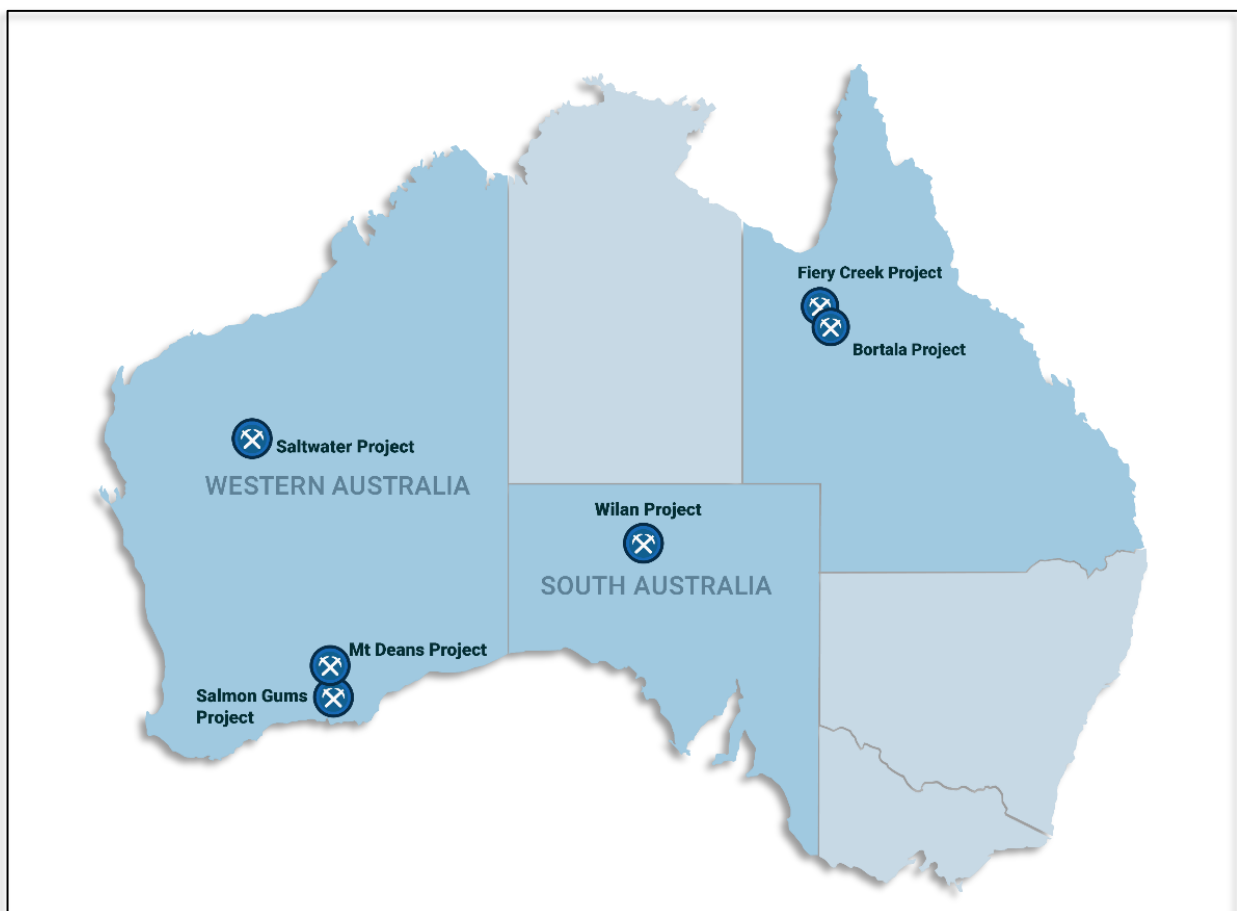 Fiery Creek Project
Bortala Project
Saltwater Project
WESTERN AUSTRALIA
Wilan Project
SOUTH AUSTRALIA
Mt Deans Project
Salmon Gums
Project